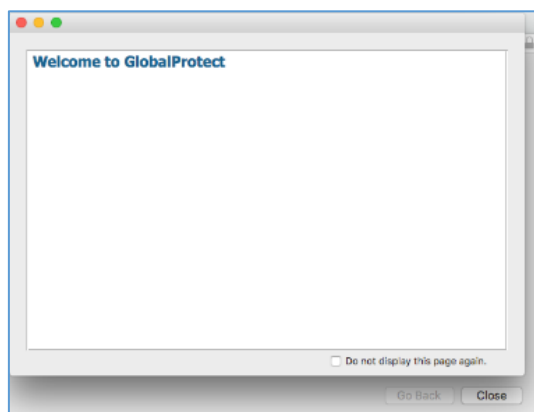 Welcome to GlobalProtect
Do not display this page again.
Go Back
Close